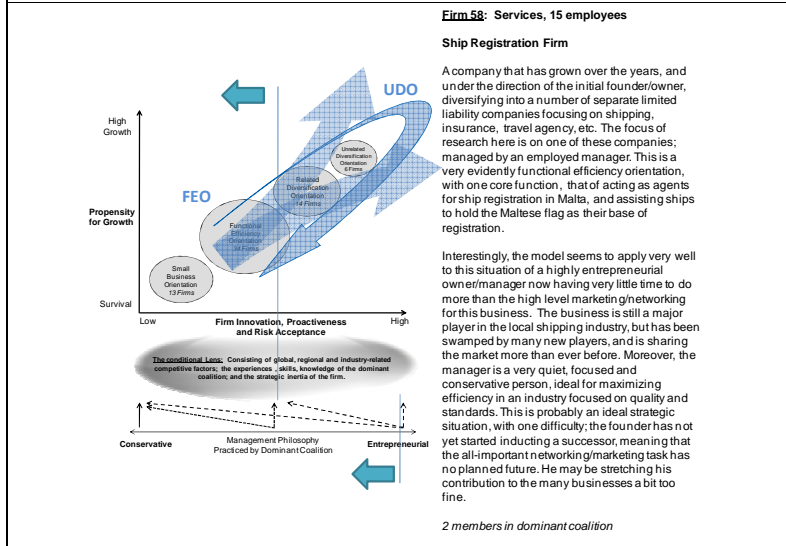 Firm 58: Services, 15 employees
Ship Registration Firm
A company that has grown over the years, and
under the direction of the initial founder/owner,
diversifying into a number of separate limited
liability companies focusing on shipping,
insurance, travel agency, etc. The focus of
research here is on one of these companies;
managed by an employed manager. This is a
very evidently functional efficiency orientation,
with one core function, that of acting as agents
for ship registration in Malta, and assisting ships
to hold the Maltese flag as their base of
registration.
Interestingly, the model seems to apply very well
to this situation of a highly entrepreneurial
owner/manager now having very little time to do
more than the high level marketing/networking
for this business. The business is still a major
player in the local shipping industry, but has been
swamped by many new players, and is sharing
the market more than ever before. Moreover, the
manager is a very quiet, focused and
conservative person, ideal for maximizing
efficiency in an industry focused on quality and
standards. This is probably an ideal strategic
situation, with one difficulty; the founder has not
yet started inducting a successor, meaning that
the all-important networking/marketing task has
no planned future. He may be stretching his
contribution to the many businesses a bit too
fine.
2 members in dominant coalition
UDO
High
Growth
Unrelated
Diversification
Orientation
6 Firms
Related
Diversification
Orientation
14 Firms
FEO
Propensity
for Growth
Functional
Efficiency
Orientation
Firms
Small
Business
Orientation
13 Firms
Survival
Low
Firm Innovation, Proactiveness
and Risk Acceptance
High
The conditional Lens: Consisting of global, regional and industry-related
competitive factors; the experiences , skills, knowledge of the dominant
coalition; and the strategic inertia of the firm.
Conservative
Management Philosophy
Practiced by Dominant Coalition
Entrepreneurial